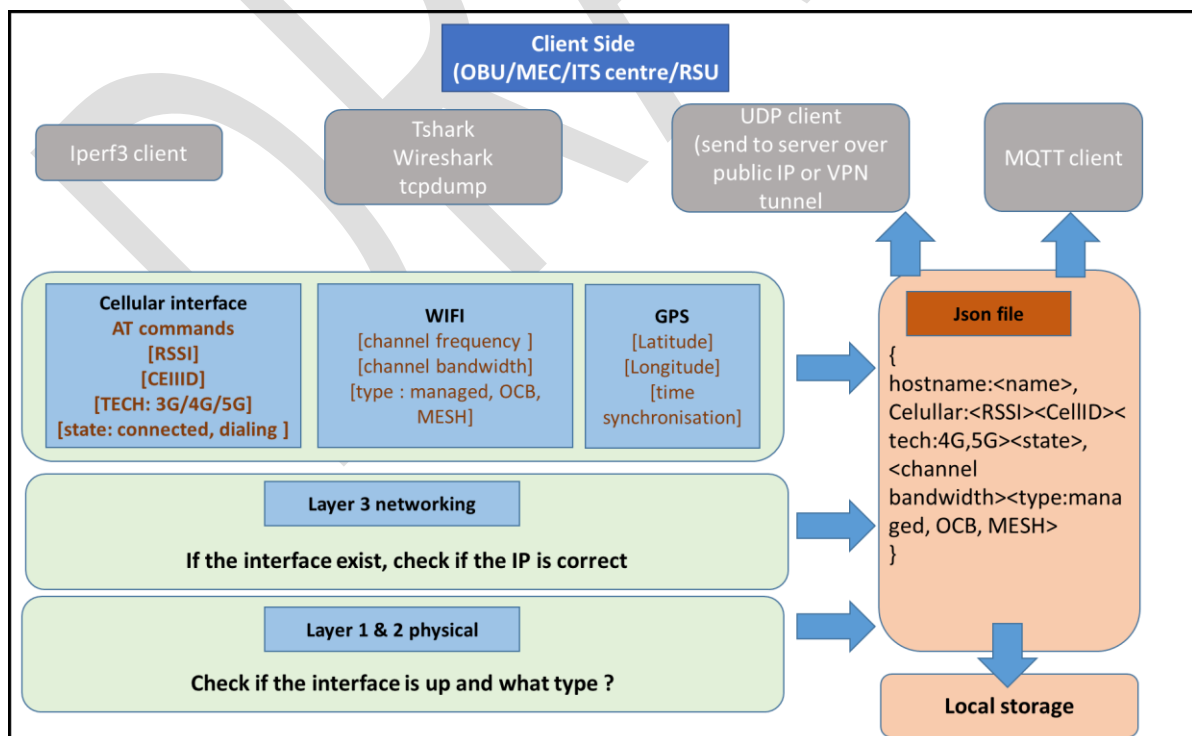 Client Side
(OBU/MEC/ITS centre/RSU
Iperf3 client
Tshark
Wireshark
tcpdump
UDP client
(send to server over
public IP or VPN
tunnel
MQTT client
Cellular interface
AT commands
[RSSI]
[CEIIID]
[TECH: 3G/4G/5G]
[state: connected, dialing ]
WIFI
[channel frequency ]
[channel bandwidth]
[type : managed, OCB,
MESH]
GPS
[Latitude]
[Longitude]
[time
synchronisation]
Json file
{
hostname:<name>,
Celullar:<RSSI><CellID><
tech:4G,5G><state>,
<channel
bandwidth><type:mana
ged, OCB, MESH>
}
Layer 3 networking
If the interface exist, check if the IP is correct
Layer 1 & 2 physical
Check if the interface is up and what type ?
Local storage